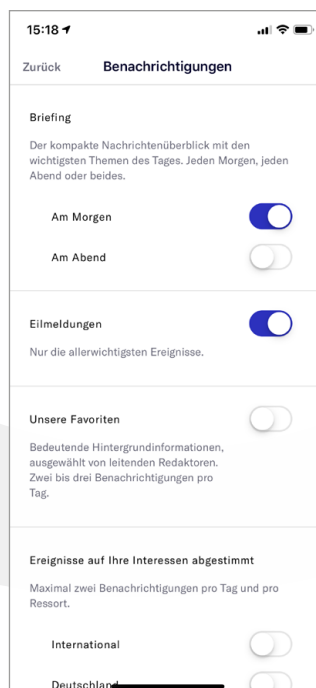 15:18
Zurück Benachrichtigungen
Briefing
Der kompakte Nachrichtenüberblick mit den
wichtigsten Themen des Tages. Jeden Morgen, jeden
Abend oder beides.
Am Morgen
Am Abend
Eilmeldungen
Nur die allerwichtigsten Ereignisse.
Unsere Favoriten
Bedeutende Hintergrundinformationen,
ausgewählt von leitenden Redaktoren.
Zwei bis drei Benachrichtigungen pro
Tag.
Ereignisse auf Ihre Interessen abgestimmt
Maximal zwei Benachrichtigungen pro Tag und pro
Ressort.
International
Deutschland